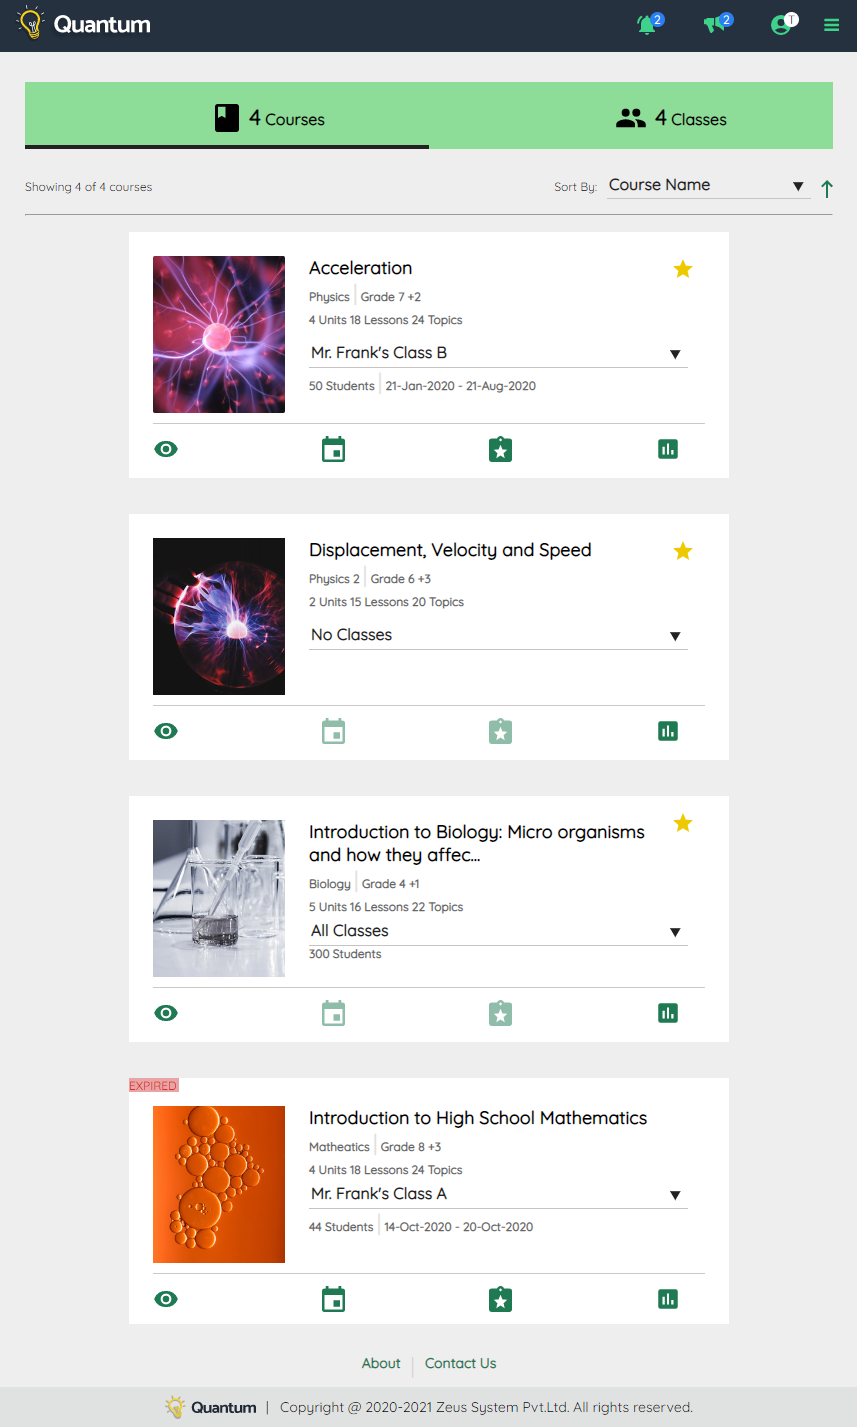 Quantum
2
2
T
4 Courses
4 Classes
Showing 4 of 4 courses
Sort By: Course Name
Acceleration
Physics | Grade 7 +2
4 Units 18 Lessons 24 Topics
Mr. Frank's Class B
50 Students | 21-Jan-2020 - 21-Aug-2020
Displacement, Velocity and Speed
Physics 2 | Grade 6 +3
2 Units 15 Lessons 20 Topics
No Classes
Introduction to Biology: Micro organisms
and how they affec...
Biology | Grade 4 +1
5 Units 16 Lessons 22 Topics
All Classes
300 Students
EXPIRED
Introduction to High School Mathematics
Matheatics | Grade 8 +3
4 Units 18 Lessons 24 Topics
Mr. Frank's Class A
44 Students | 14-Oct-2020 - 20-Oct-2020
About | Contact Us
Quantum | Copyright @ 2020-2021 Zeus System Pvt.Ltd. All rights reserved.